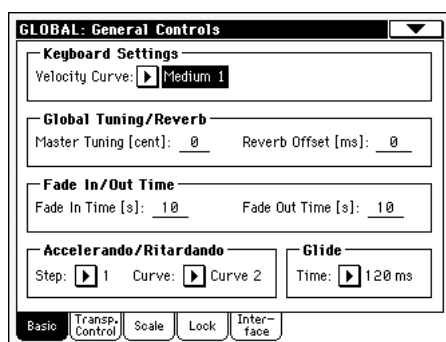 GLOBAL: General Controls
Keyboard Settings
Velocity Curve: Medium 1
Global Tuning/Reverb
Master Tuning [cent]: 0 Reverb Offset [ms]: 0
Fade In/Out Time
Fade In Time [s]: 10 Fade Out Time [s]: 10
Accelerando/Ritardando
Step: 1 Curve: Curve 2
Glide
Time: 120 ms
Basic
Transp.
Control
Scale
Lock
Inter-
face